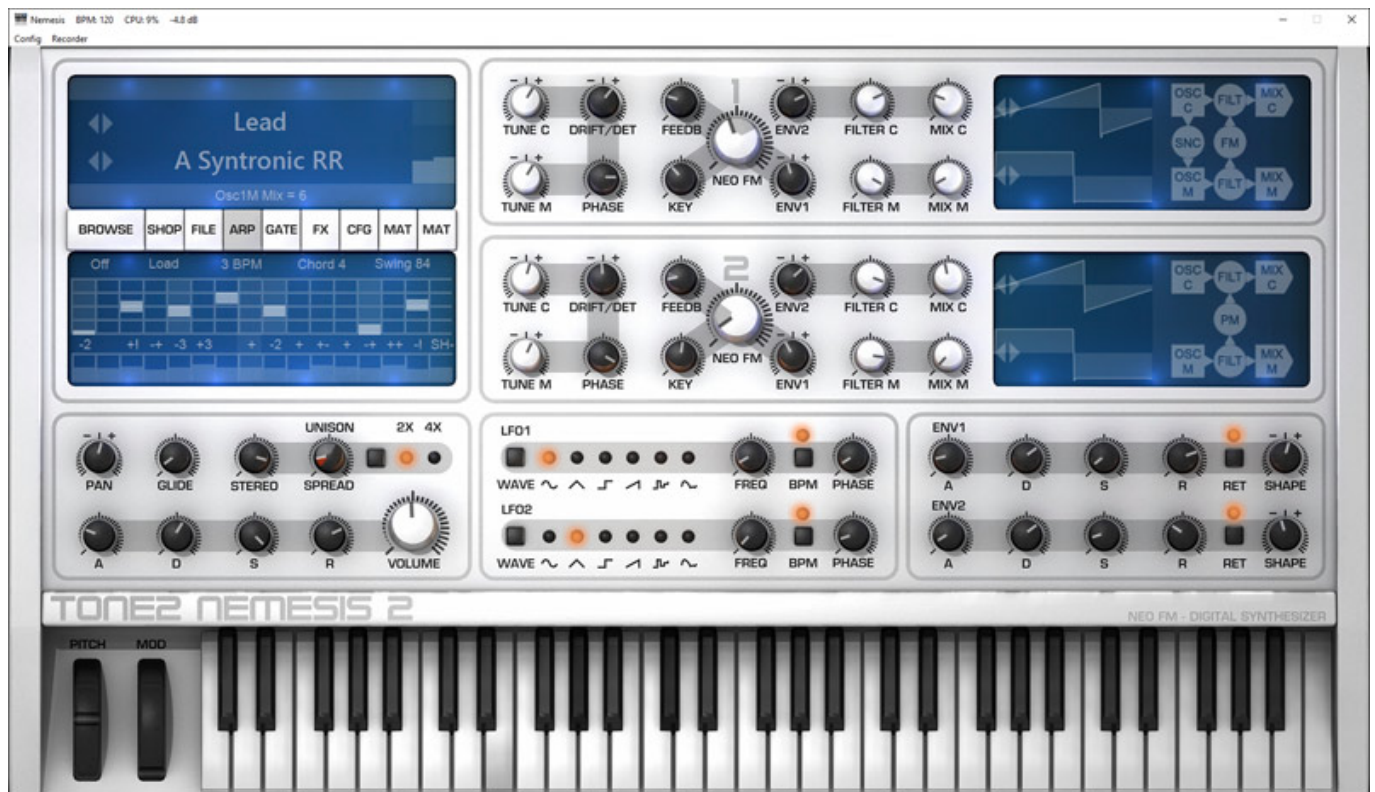 Nemesis BPM: 120 CPU: 9% -4.8 dB
Config Recorder
Lead
A Syntronic RR
Osc1M Mix = 6
BROWSE SHOP FILE ARP GATE FX CFG MAT MAT
Off Load 3 BPM Chord 4 Swing 84
-2 +! -+ -3 +3 + -2 + +- + -+ ++ -! SH-
1
TUNE C DRIFT/DET FEEDB ENV2 FILTER C MIX C
NEO FM
TUNE M PHASE KEY ENV1 FILTER M MIX M
OSC C FILT MIX C
SNC FM
OSC M FILT MIX M
2
TUNE C DRIFT/DET FEEDB ENV2 FILTER C MIX C
NEO FM
TUNE M PHASE KEY ENV1 FILTER M MIX M
OSC C FILT MIX C
PM
OSC M FILT MIX M
UNISON 2X 4X
PAN GLIDE STEREO SPREAD
A D S R VOLUME
LFO1
WAVE FREQ BPM PHASE
LFO2
WAVE FREQ BPM PHASE
ENV1
A D S R RET SHAPE
ENV2
A D S R RET SHAPE
TONE2 NEMESIS 2
NEO FM - DIGITAL SYNTHESIZER
PITCH MOD